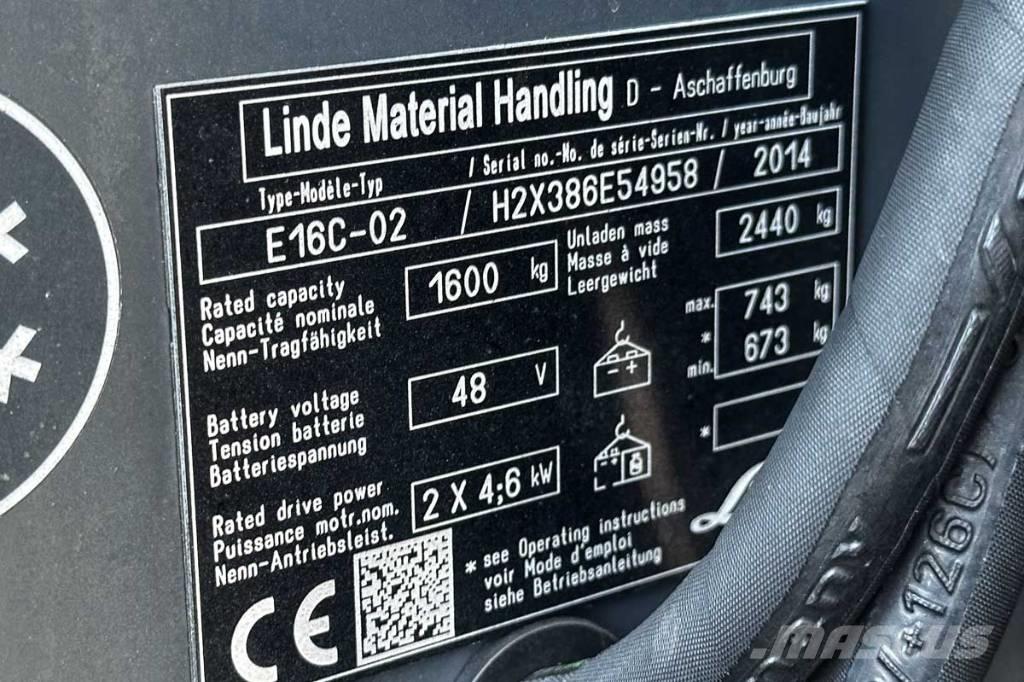 Linde Material Handling D - Aschaffenburg
Type-Modèle-Typ / Serial no.-No. de série-Serien-Nr. / year-année-Baujahr
E16C-02 / H2X386E54958 / 2014
Rated capacity
Capacité nominale
Nenn-Tragfähigkeit
1600 kg
Unladen mass
Masse à vide
Leergewicht
2440 kg
Battery voltage
Tension batterie
Batteriespannung
48 V
- +
max. 743 kg
*
min. 673 kg
*
Rated drive power
Puissance motr.nom.
Nenn-Antriebsleist.
2 X 4;6 kW
* see Operating instructions
voir Mode d'emploi
siehe Betriebsanleitung
CE
MASCUS